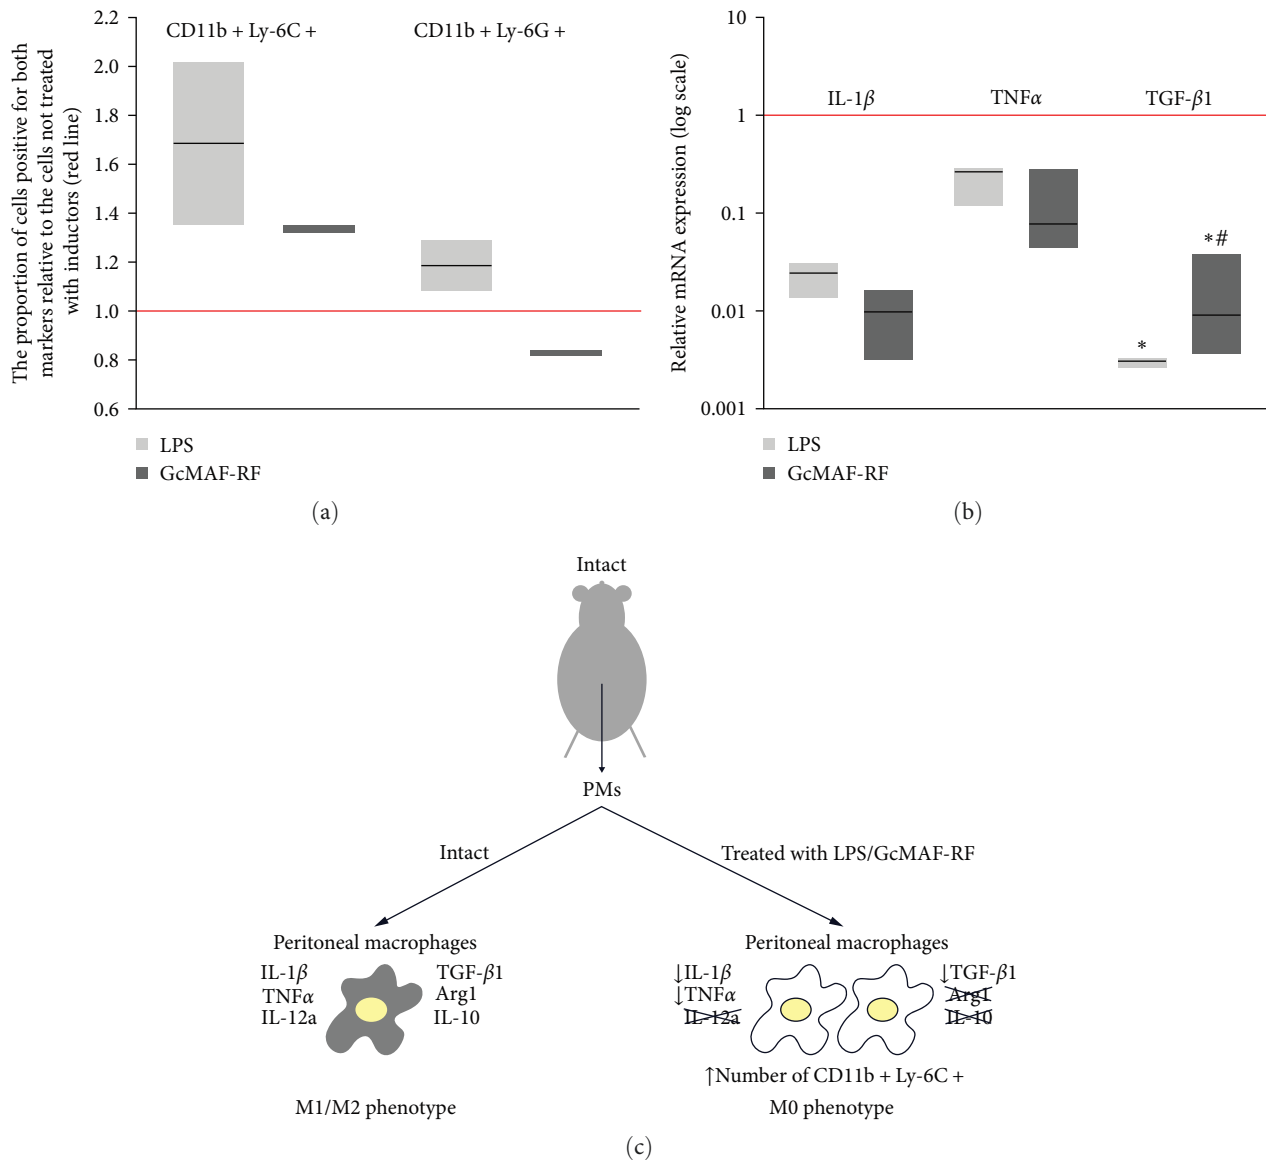 The proportion of cells positive for both
markers relative to the cells not treated
with inductors (red line)
2.2
2.0
1.8
1.6
1.4
1.2
1.0
0.8
0.6
CD11b + Ly-6C +
CD11b + Ly-6G +
LPS
GcMAF-RF
(a)
Relative mRNA expression (log scale)
10
1
0.1
0.01
0.001
IL-1β
TNFα
TGF-β1
*
*#
LPS
GcMAF-RF
(b)
Intact
PMs
Intact
Treated with LPS/GcMAF-RF
Peritoneal macrophages
IL-1β
TNFα
IL-12a
TGF-β1
Arg1
IL-10
M1/M2 phenotype
Peritoneal macrophages
↓IL-1β
↓TNFα
IL-12a
↓TGF-β1
Arg1
IL-10
↑Number of CD11b + Ly-6C +
M0 phenotype
(c)